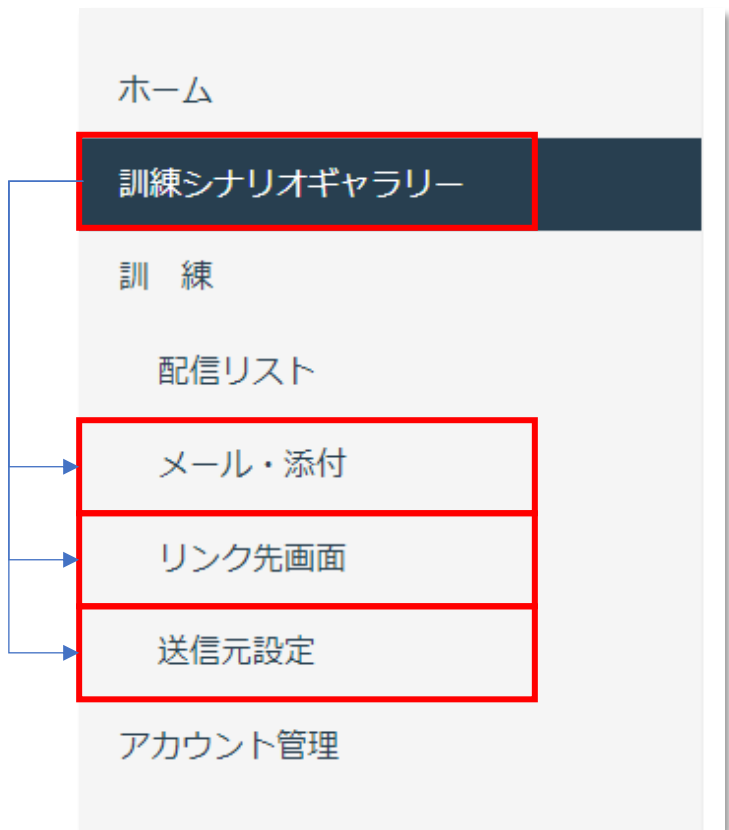 ホーム
訓練シナリオギャラリー
訓　練
配信リスト
メール・添付
リンク先画面
送信元設定
アカウント管理